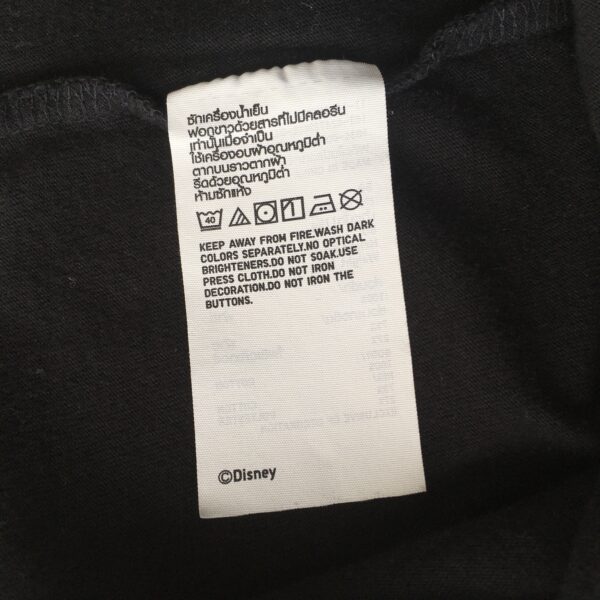 ซักเครื่องน้ำเย็น
ฟอกขาวด้วยสารที่ไม่มีคลอรีน
เท่านั้นเมื่อจำเป็น
ใช้เครื่องอบผ้าอุณหภูมิต่ำ
ตากบนราวตากผ้า
รีดด้วยอุณหภูมิต่ำ
ห้ามซักแห้ง
40
KEEP AWAY FROM FIRE.WASH DARK
COLORS SEPARATELY.NO OPTICAL
BRIGHTENERS.DO NOT SOAK.USE
PRESS CLOTH.DO NOT IRON
DECORATION.DO NOT IRON THE
BUTTONS.
©Disney